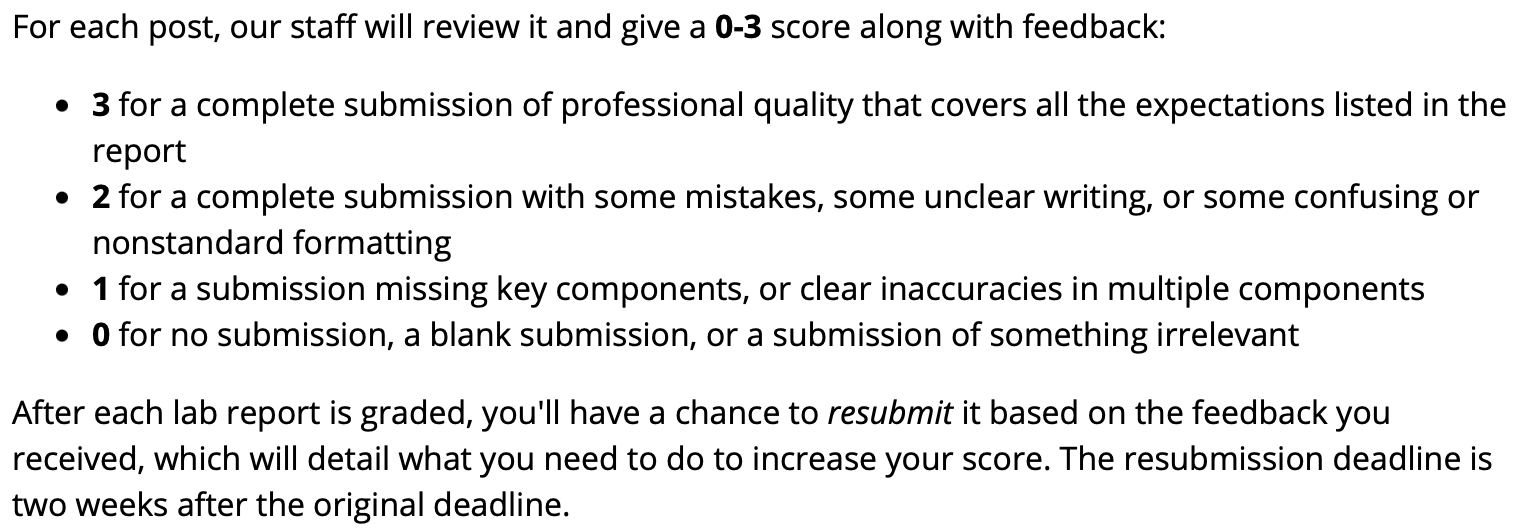 For each post, our staff will review it and give a 0-3 score along with feedback:
• 3 for a complete submission of professional quality that covers all the expectations listed in the
report
• 2 for a complete submission with some mistakes, some unclear writing, or some confusing or
nonstandard formatting
• 1 for a submission missing key components, or clear inaccuracies in multiple components
• 0 for no submission, a blank submission, or a submission of something irrelevant
After each lab report is graded, you'll have a chance to resubmit it based on the feedback you
received, which will detail what you need to do to increase your score. The resubmission deadline is
two weeks after the original deadline.